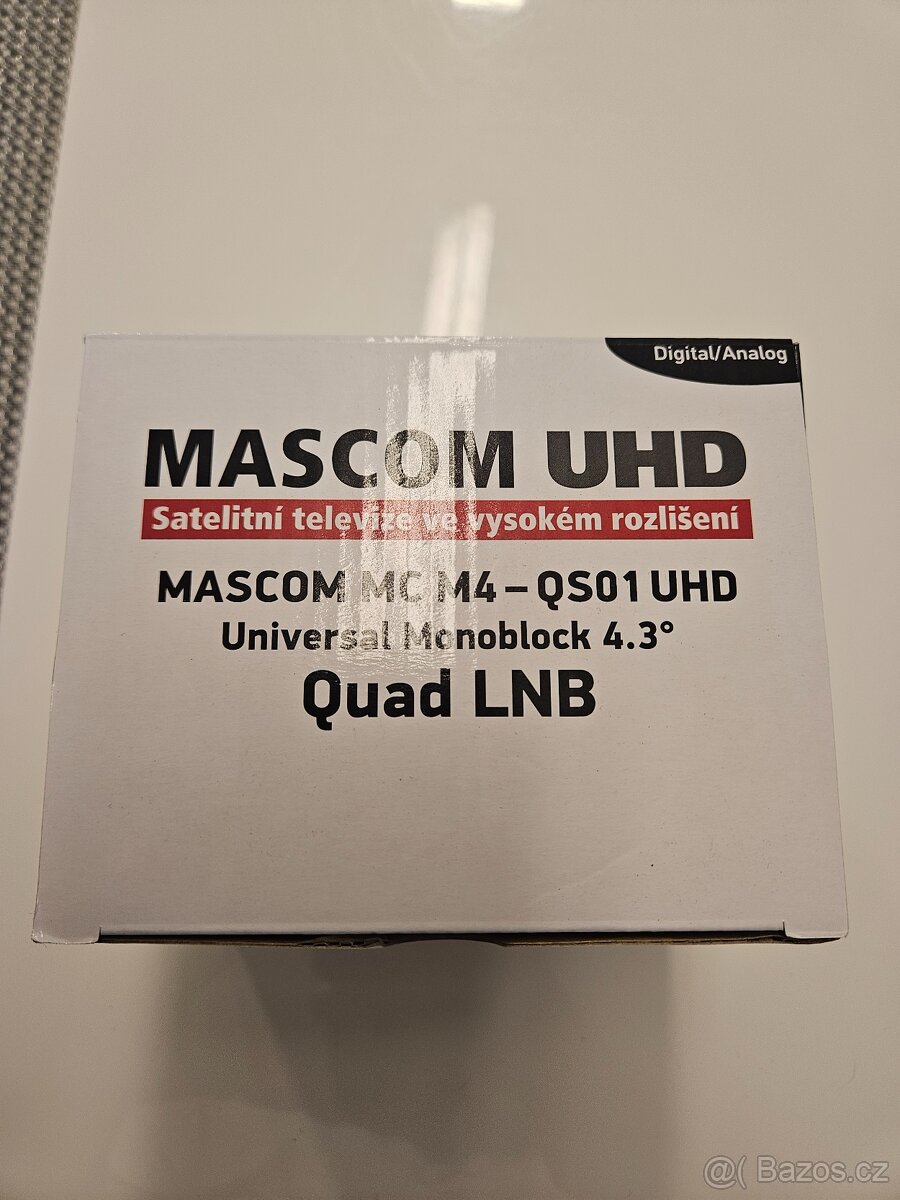 Digital/Analog
MASCOM UHD
Satelitní televize ve vysokém rozlišení
MASCOM MC M4 – QS01 UHD
Universal Monoblock 4.3°
Quad LNB
@( Bazos.cz